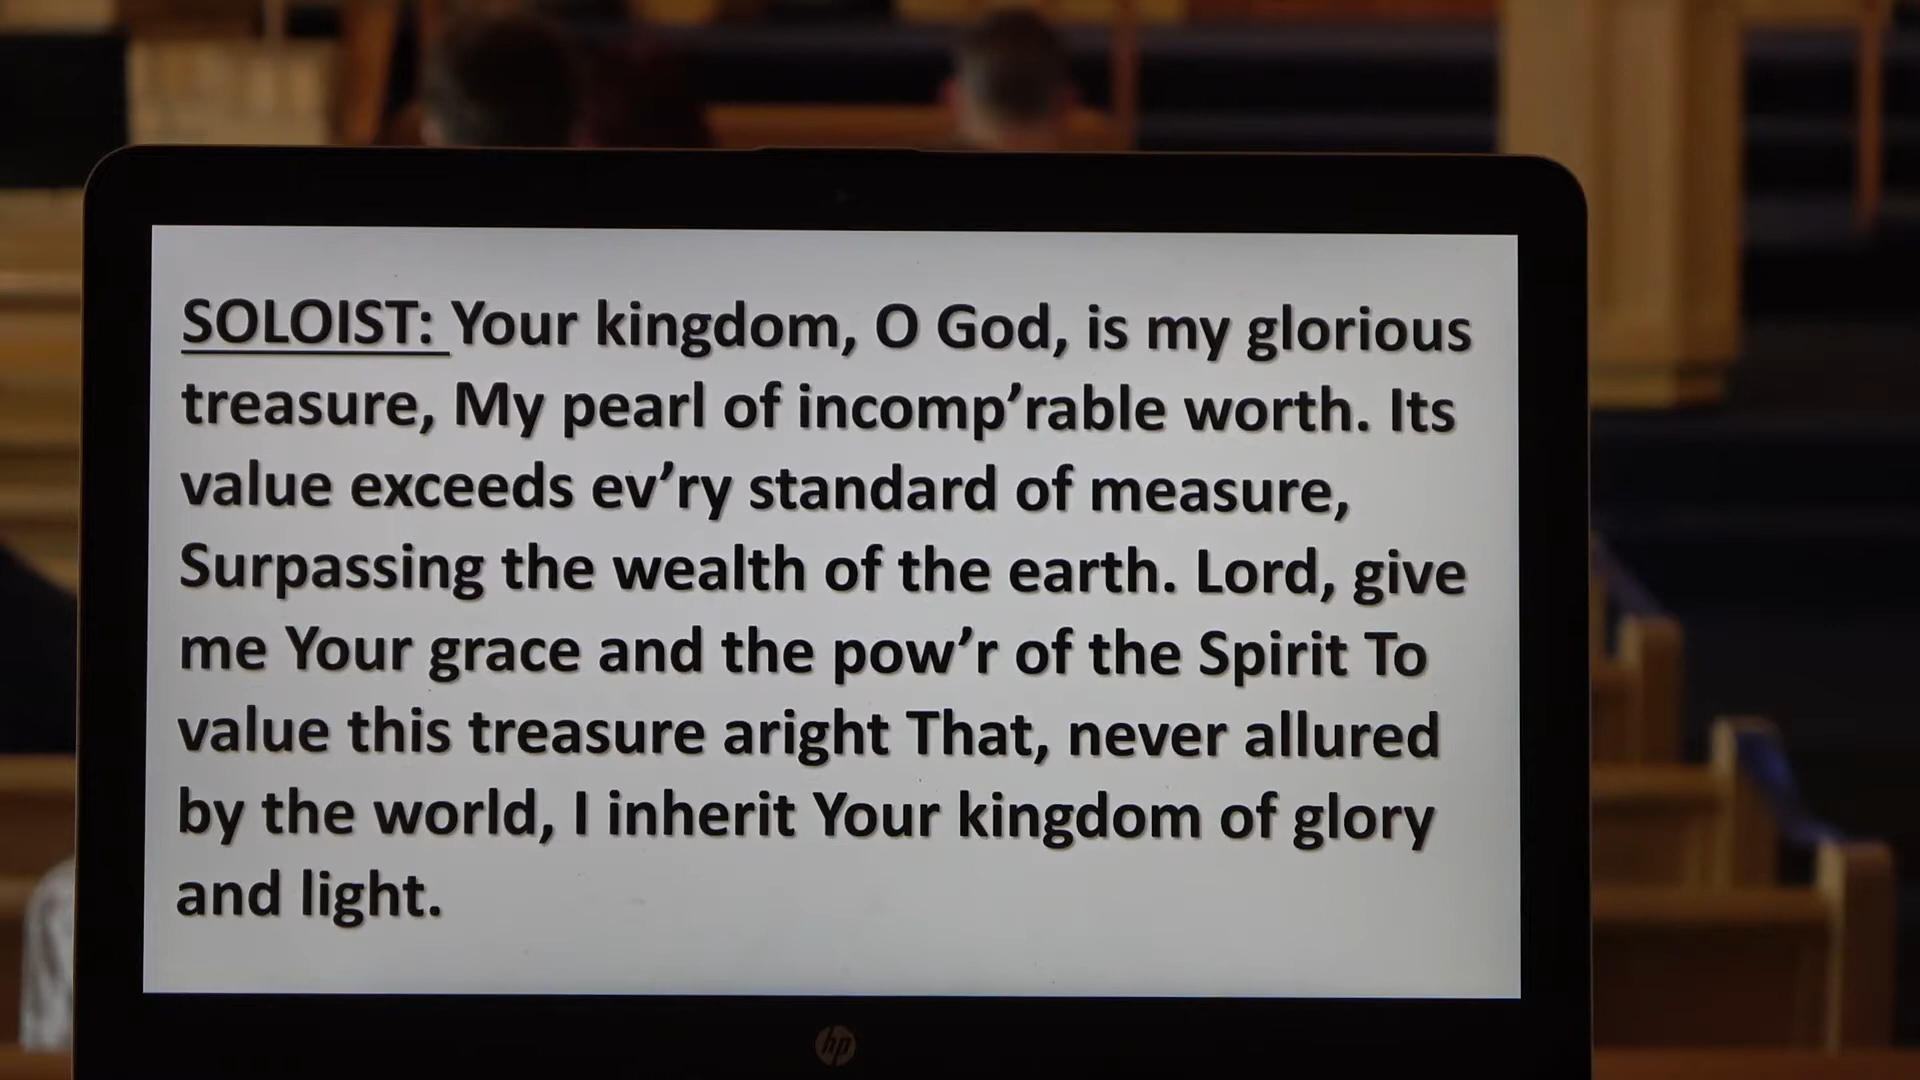 SOLOIST: Your kingdom, O God, is my glorious
treasure, My pearl of incomp’rable worth. Its
value exceeds ev’ry standard of measure,
Surpassing the wealth of the earth. Lord, give
me Your grace and the pow’r of the Spirit To
value this treasure aright That, never allured
by the world, I inherit Your kingdom of glory
and light.
hp